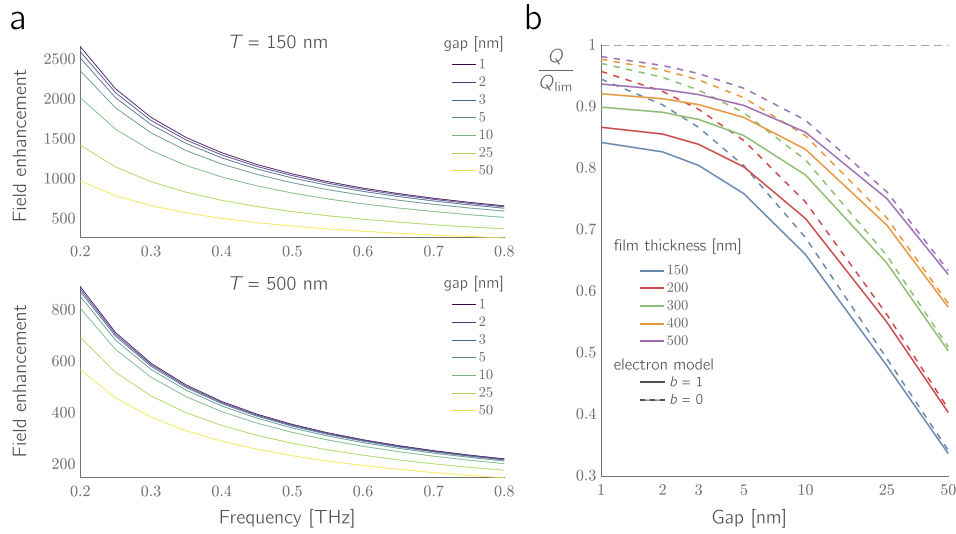 a
T = 150 nm
Field enhancement
2500
2000
1500
1000
500
0.2 0.3 0.4 0.5 0.6 0.7 0.8
gap [nm]
1
2
3
5
10
25
50
T = 500 nm
Field enhancement
800
600
400
200
0.2 0.3 0.4 0.5 0.6 0.7 0.8
Frequency [THz]
gap [nm]
1
2
3
5
10
25
50
b
Q
Qlim
1
0.9
0.8
0.7
0.6
0.5
0.4
0.3
film thickness [nm]
150
200
300
400
500
electron model
b = 1
b = 0
1 2 3 5 10 25 50
Gap [nm]